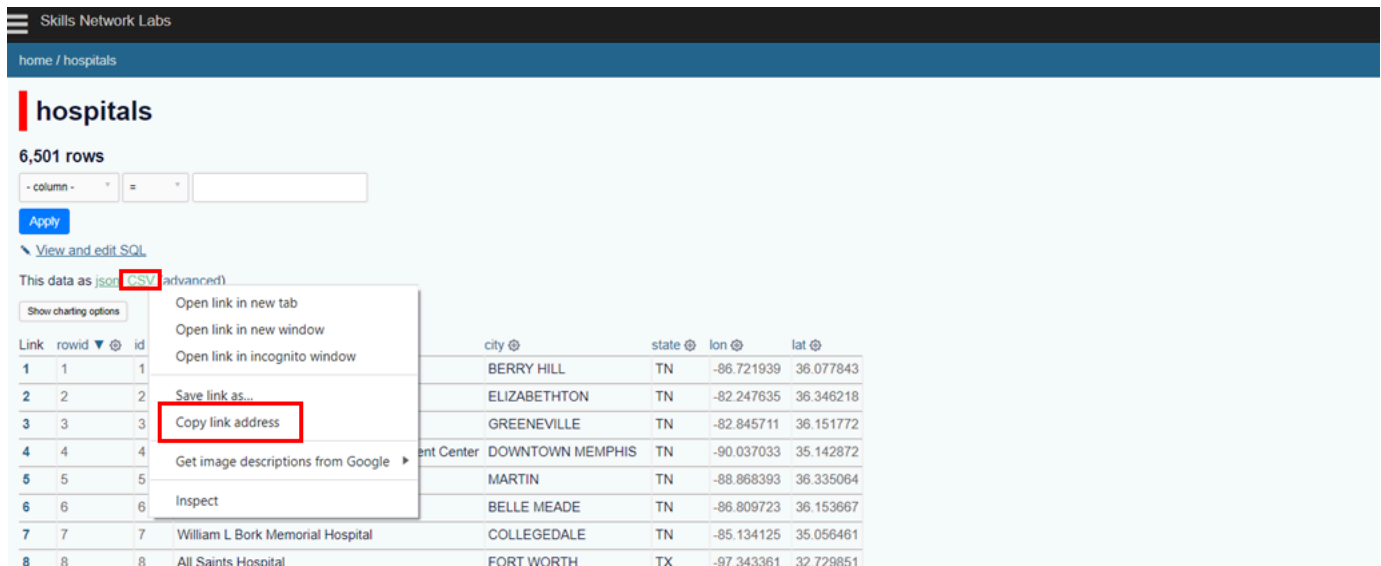 Skills Network Labs
home / hospitals
hospitals
6,501 rows
- column - =
Apply
View and edit SQL
This data as json CSV advanced)
Show charting options
Open link in new tab
Open link in new window
Open link in incognito window
Save link as...
Copy link address
Get image descriptions from Google
Inspect
Link rowid ▼ id city state lon lat
1 1 1 BERRY HILL TN -86.721939 36.077843
2 2 2 ELIZABETHTON TN -82.247635 36.346218
3 3 3 GREENEVILLE TN -82.845711 36.151772
4 4 4 ent Center DOWNTOWN MEMPHIS TN -90.037033 35.142872
5 5 5 MARTIN TN -88.868393 36.335064
6 6 6 BELLE MEADE TN -86.809723 36.153667
7 7 7 William L Bork Memorial Hospital COLLEGEDALE TN -85.134125 35.056461
8 8 8 All Saints Hospital FORT WORTH TX -97.343361 32.729851